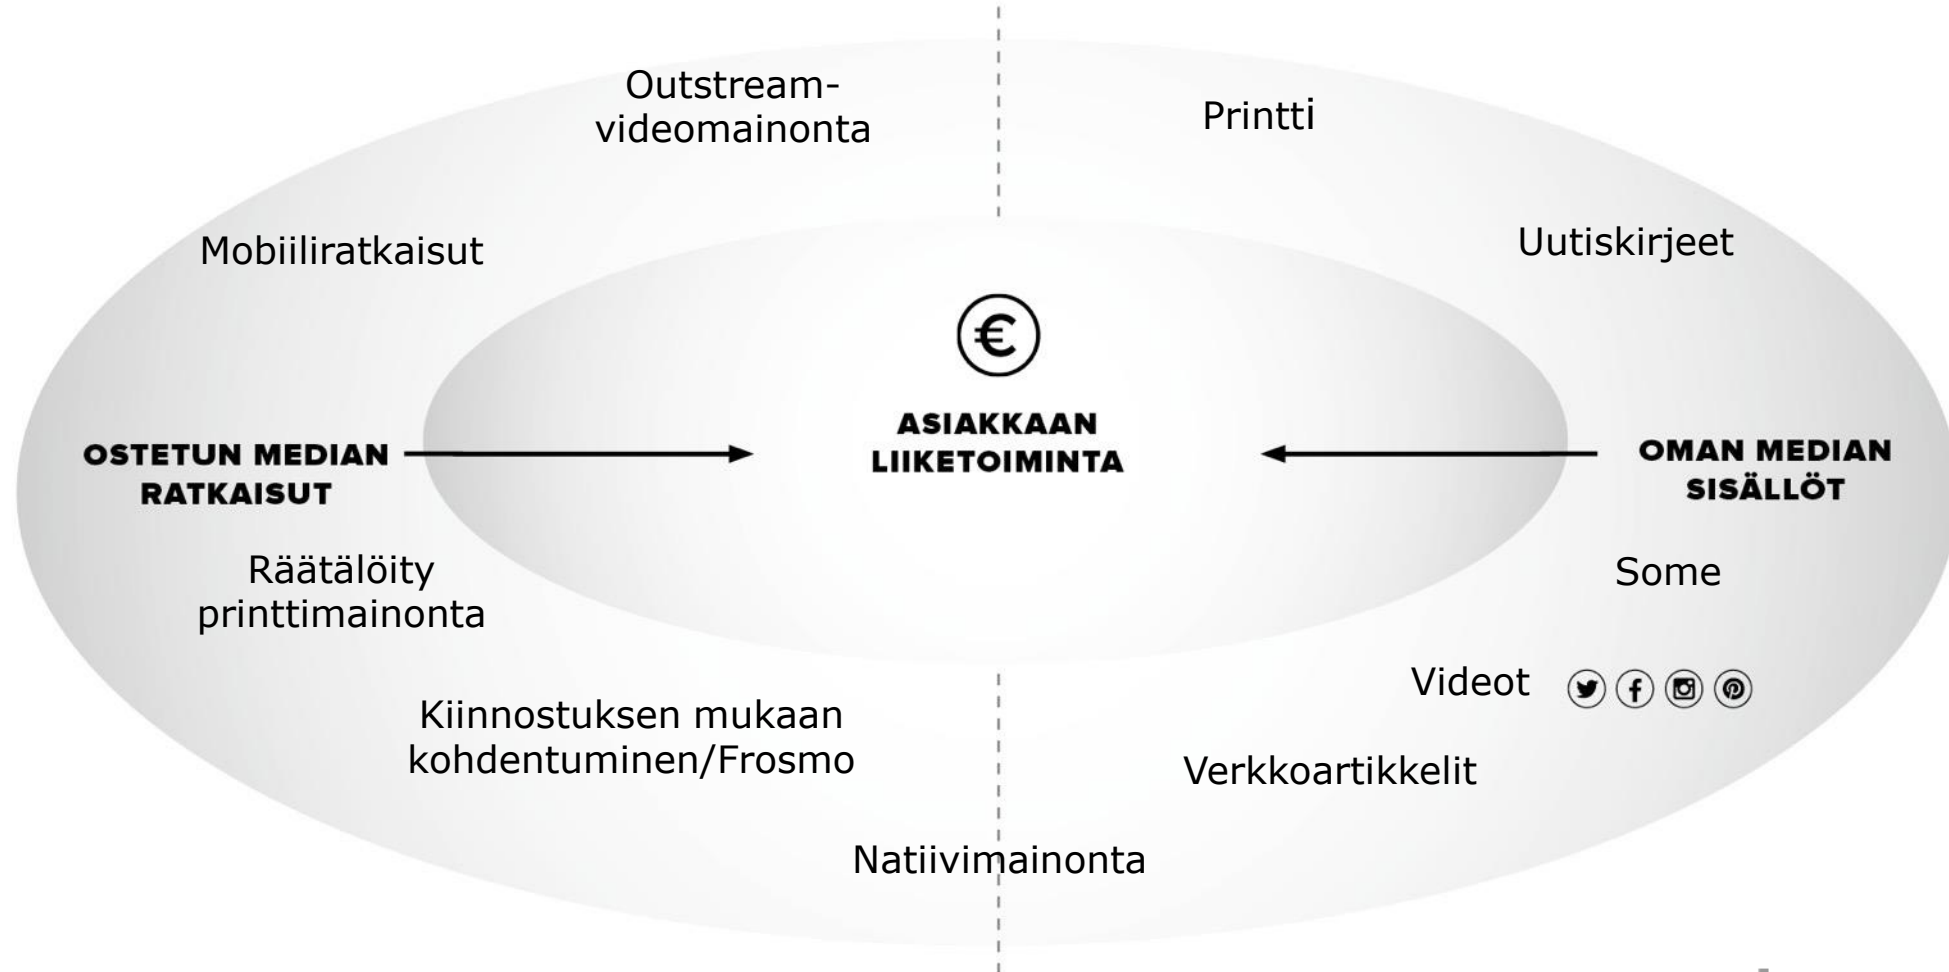 Outstream-
videomainonta
Printti
Mobiiliratkaisut
Uutiskirjeet
€
ASIAKKAAN
LIIKETOIMINTA
OSTETUN MEDIAN
RATKAISUT
OMAN MEDIAN
SISÄLLÖT
Räätälöity
printtimainonta
Some
Videot
Kiinnostuksen mukaan
kohdentuminen/Frosmo
Verkkoartikkelit
Natiivimainonta